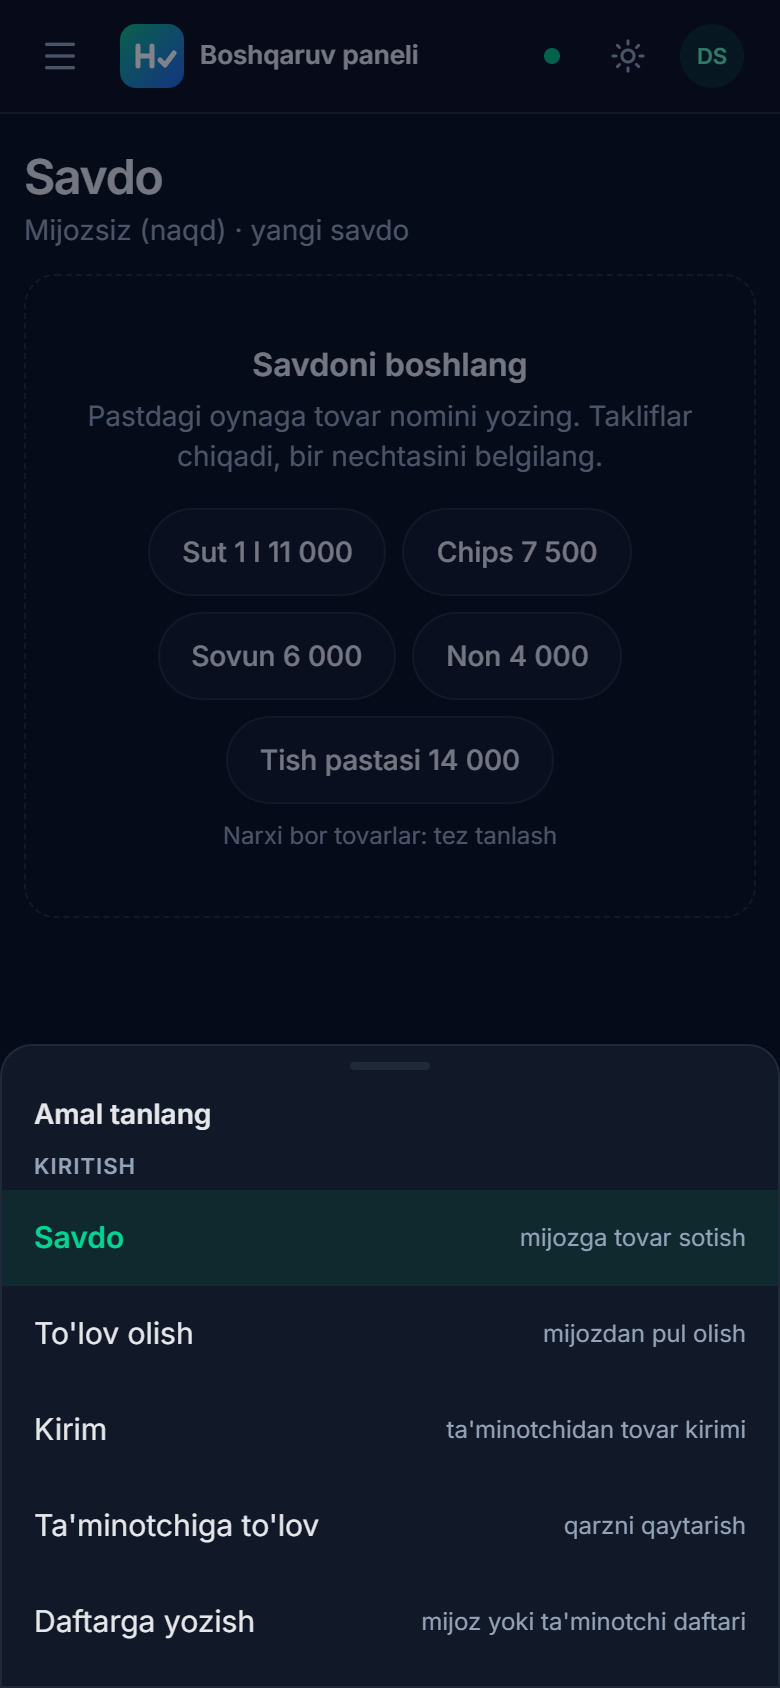 H✓ Boshqaruv paneli DS
Savdo
Mijozsiz (naqd) · yangi savdo
Savdoni boshlang
Pastdagi oynaga tovar nomini yozing. Takliflar
chiqadi, bir nechtasini belgilang.
Sut 1 l 11 000 Chips 7 500
Sovun 6 000 Non 4 000
Tish pastasi 14 000
Narxi bor tovarlar: tez tanlash
Amal tanlang
KIRITISH
Savdo mijozga tovar sotish
To'lov olish mijozdan pul olish
Kirim ta'minotchidan tovar kirimi
Ta'minotchiga to'lov qarzni qaytarish
Daftarga yozish mijoz yoki ta'minotchi daftari